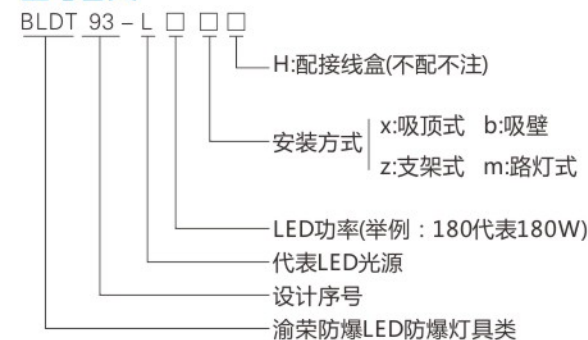 BLDT 93-L□ □□
H:配接线盒(不配不注)
安装方式
x:吸顶式 b:吸壁
z:支架式 m:路灯式
LED功率(举例：180代表180W)
代表LED光源
设计序号
渝荣防爆LED防爆灯具类